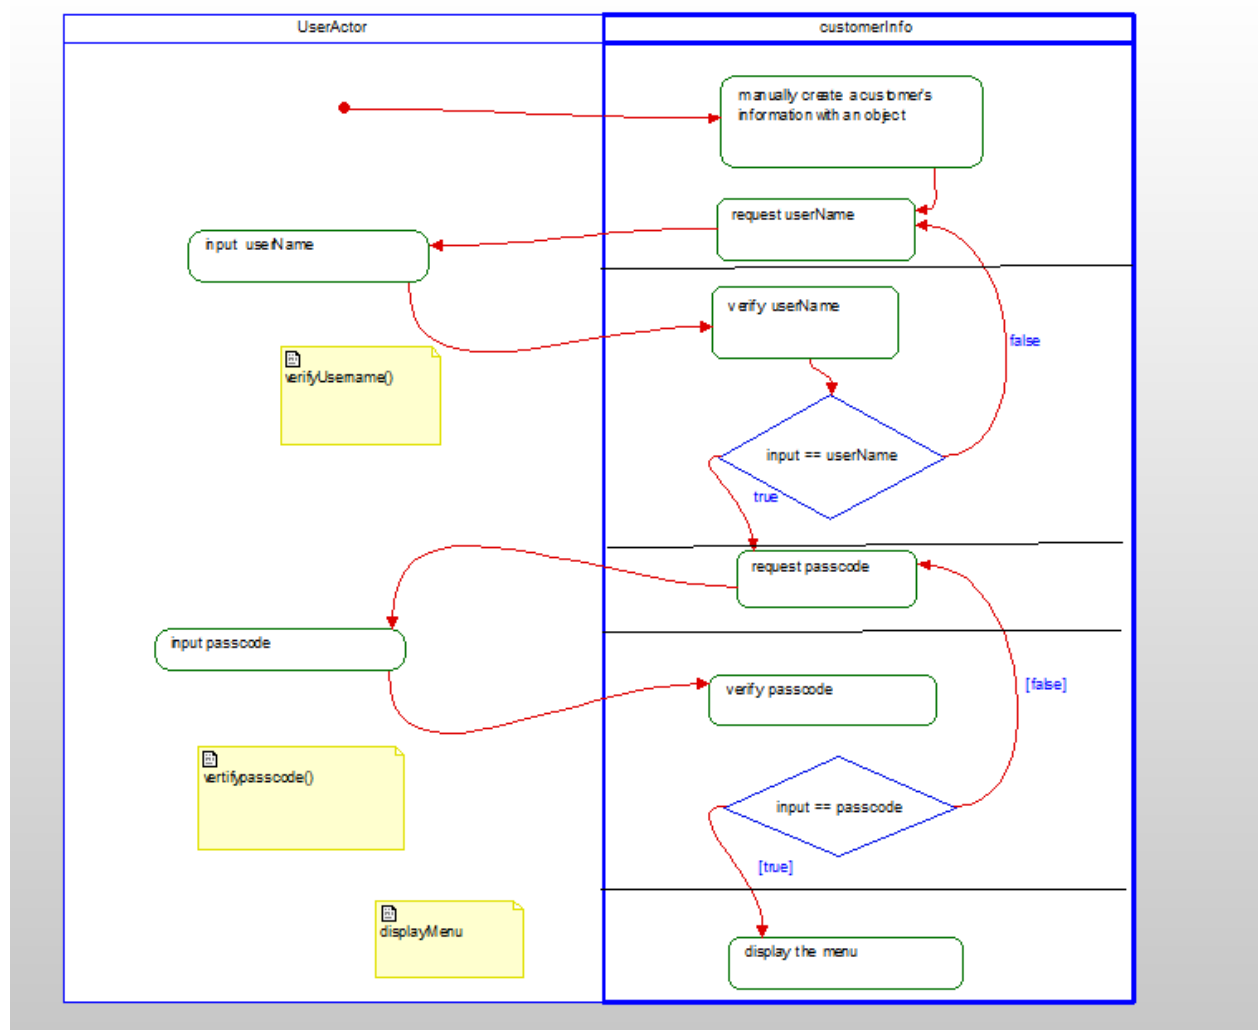 UserActor
customerInfo
manually create a customer's
information with an object
request userName
input userName
verify userName
false
verifyUsername()
input == userName
true
request passcode
input passcode
verify passcode
[false]
vertifypasscode()
input == passcode
[true]
displayMenu
display the menu